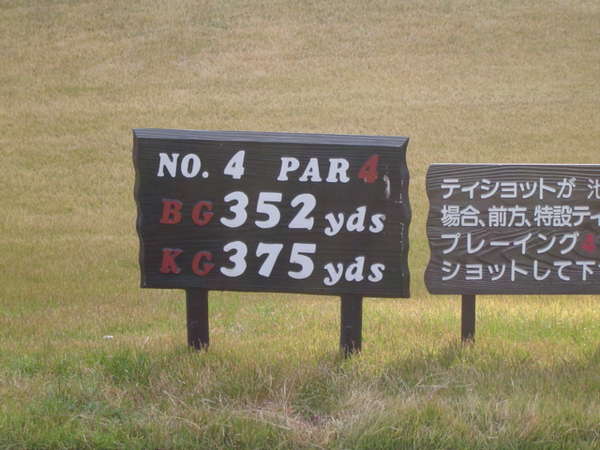 NO. 4 PAR 4
BG 352 yds
KG 375 yds
ティショットが 池
場合、前方、特設ティ
プレーイング4
ショットして下